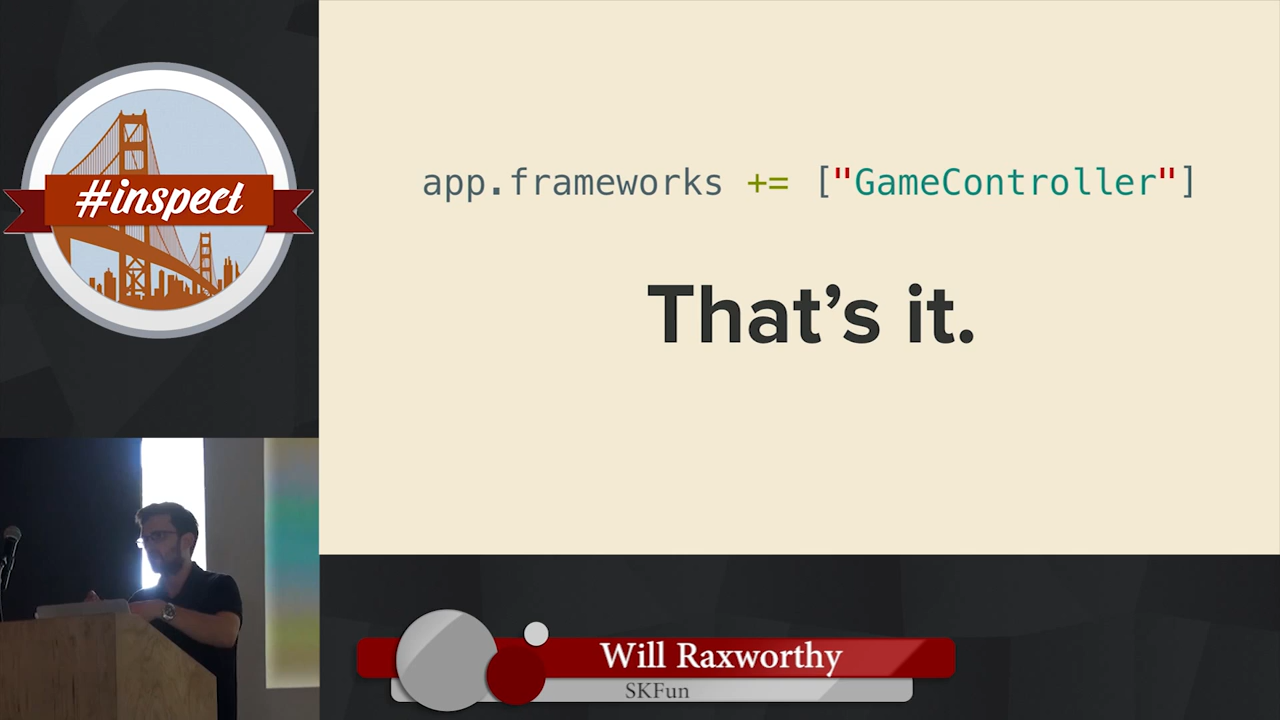 #inspect
app.frameworks += ["GameController"]
That’s it.
Will Raxworthy
SKFun